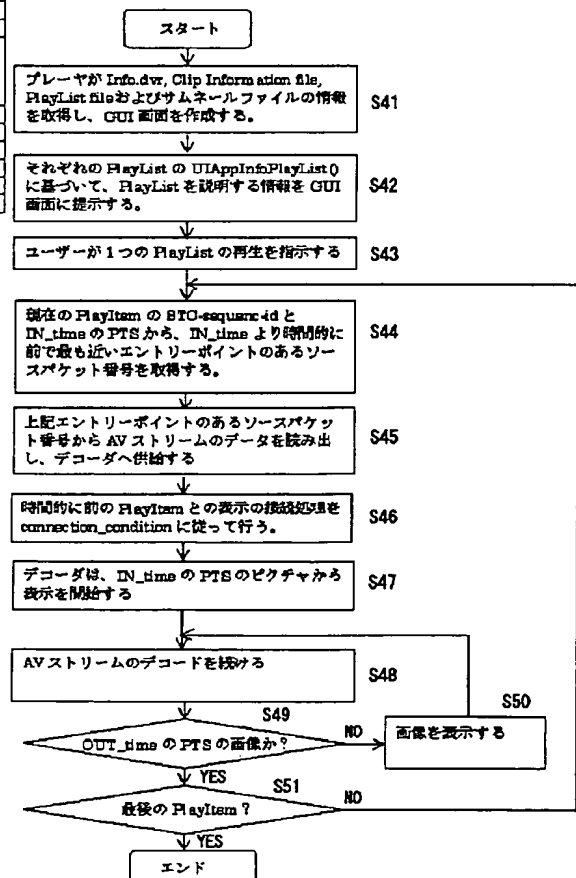 スタート
プレーヤが Info.dvr, Clip Information file,
PlayList fileおよびサムネールファイルの情報
を取得し、GUI 画面を作成する。
S41
それぞれの PlayList の UIAppInfoPlayList()
に基づいて、PlayList を説明する情報を GUI
画面に提示する。
S42
ユーザーが 1 つの PlayList の再生を指示する
S43
現在の PlayItem の STC-sequenc-id と
IN_time の PTS から、IN_time より時間的に
前で最も近いエントリーポイントのあるソー
スパケット番号を取得する。
S44
上記エントリーポイントのあるソースパケッ
ト番号から AV ストリームのデータを読み出
し、デコーダへ供給する
S45
時間的に前の PlayItem との表示の接続処理を
connection_condition に従って行う。
S46
デコーダは、IN_time の PTS のピクチャから
表示を開始する
S47
AV ストリームのデコードを続ける
S48
S49
OUT_time の PTS の画像か?
NO
S50
画像を表示する
YES
S51
最後の PlayItem ?
NO
YES
エンド